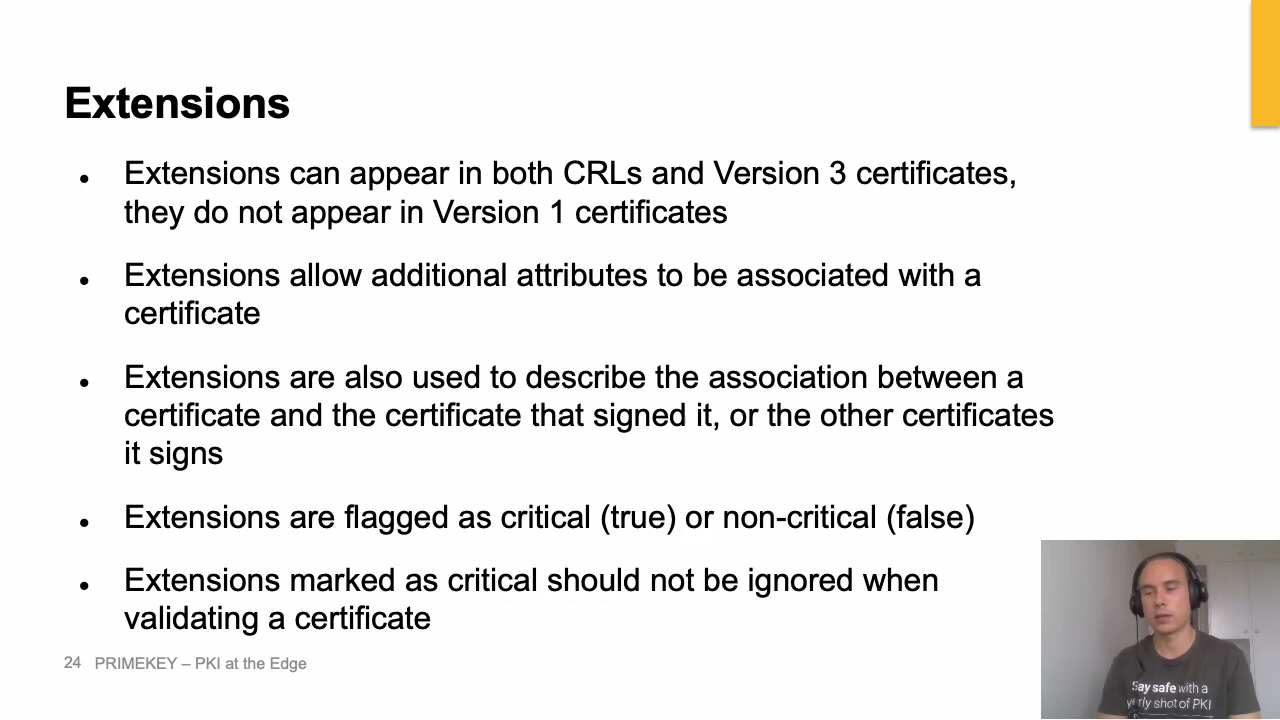 Extensions
Extensions can appear in both CRLs and Version 3 certificates,
they do not appear in Version 1 certificates
Extensions allow additional attributes to be associated with a
certificate
Extensions are also used to describe the association between a
certificate and the certificate that signed it, or the other certificates
it signs
Extensions are flagged as critical (true) or non-critical (false)
Extensions marked as critical should not be ignored when
validating a certificate
24 PRIMEKEY – PKI at the Edge
Say safe with a
shot of PKI